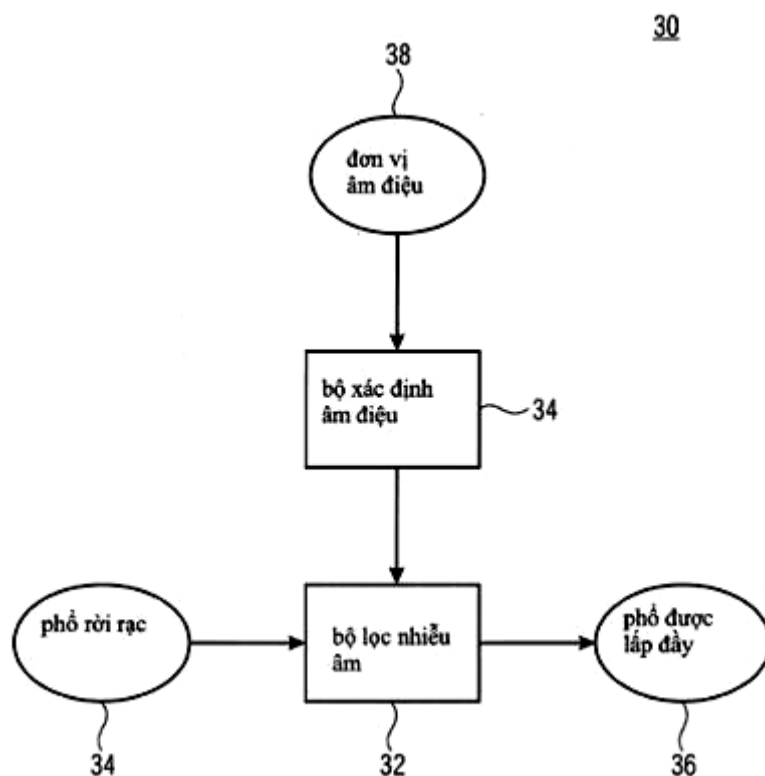 30
38
đơn vị
âm điệu
bộ xác định
âm điệu
34
phổ rời rạc
bộ lọc nhiễu
âm
phổ được
lấp đầy
34
32
36